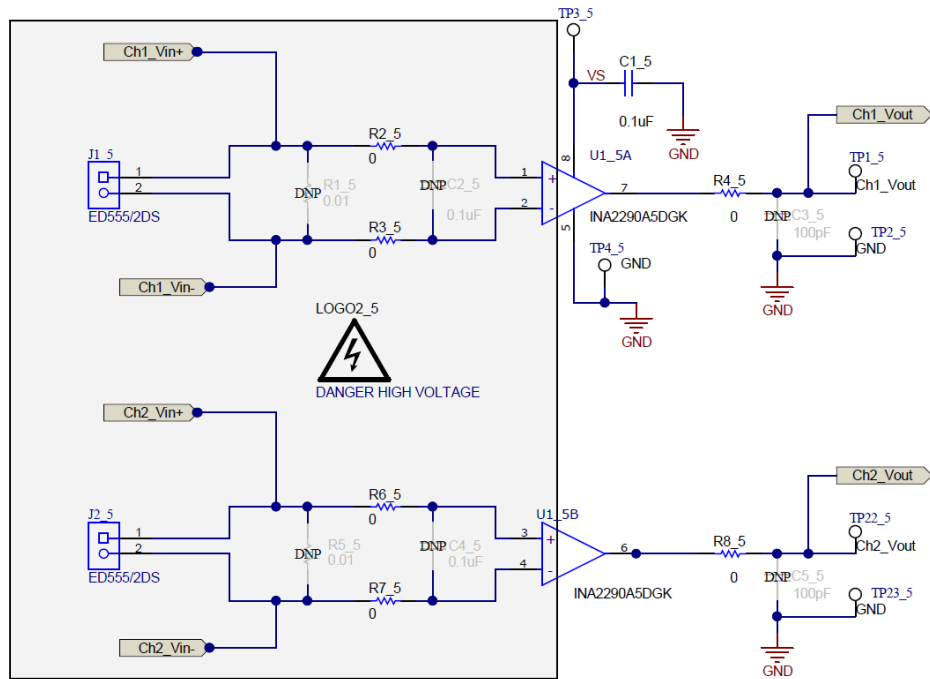 TP3_5
Ch1_Vin+
VS
C1_5
0.1uF
GND
Ch1_Vout
J1_5
1
2
ED555/2DS
R2_5
0
DNP
R1_5
0.01
DNP
C2_5
0.1uF
R3_5
0
1
+
2
-
8
5
U1_5A
7
INA2290A5DGK
R4_5
0
TP1_5
Ch1_Vout
DNP
C3_5
100pF
TP2_5
GND
GND
TP4_5
GND
GND
Ch1_Vin-
LOGO2_5
DANGER HIGH VOLTAGE
Ch2_Vin+
Ch2_Vout
J2_5
1
2
ED555/2DS
R6_5
0
DNP
R5_5
0.01
DNP
C4_5
0.1uF
R7_5
0
U1_5B
3
+
4
-
6
INA2290A5DGK
R8_5
0
TP22_5
Ch2_Vout
DNP
C5_5
100pF
TP23_5
GND
GND
Ch2_Vin-